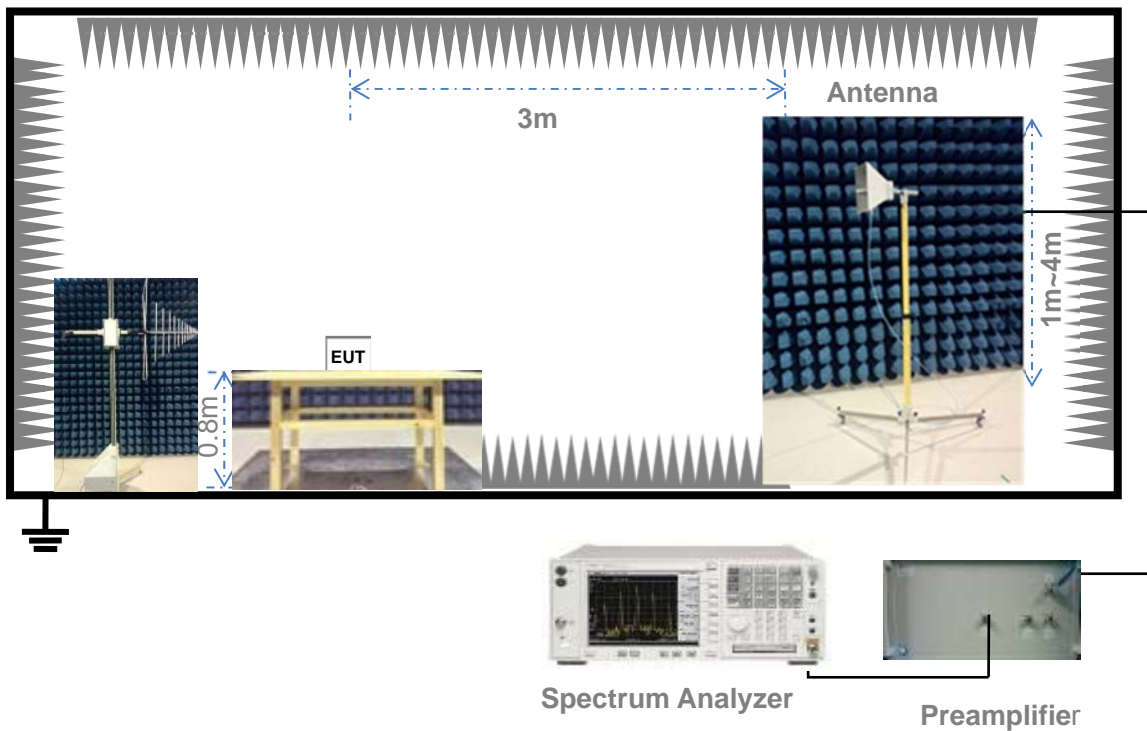 Antenna
3m
1m~4m
EUT
0.8m
Spectrum Analyzer
Preamplifier